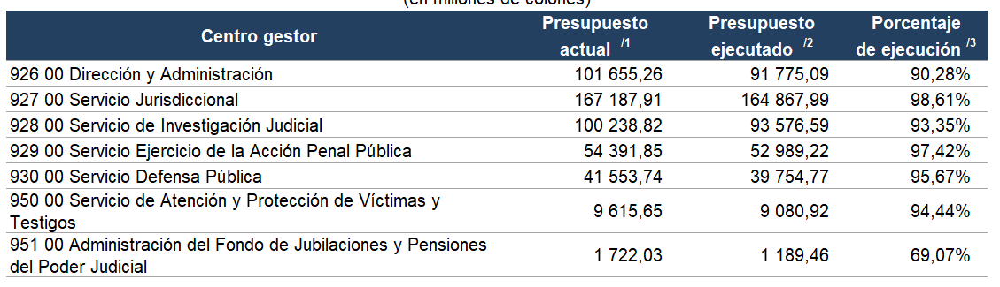 (en millones de colones)
Centro gestor Presupuesto actual /1 Presupuesto ejecutado /2 Porcentaje de ejecución /3
926 00 Dirección y Administración 101 655,26 91 775,09 90,28%
927 00 Servicio Jurisdiccional 167 187,91 164 867,99 98,61%
928 00 Servicio de Investigación Judicial 100 238,82 93 576,59 93,35%
929 00 Servicio Ejercicio de la Acción Penal Pública 54 391,85 52 989,22 97,42%
930 00 Servicio Defensa Pública 41 553,74 39 754,77 95,67%
950 00 Servicio de Atención y Protección de Víctimas y
Testigos 9 615,65 9 080,92 94,44%
951 00 Administración del Fondo de Jubilaciones y Pensiones
del Poder Judicial 1 722,03 1 189,46 69,07%